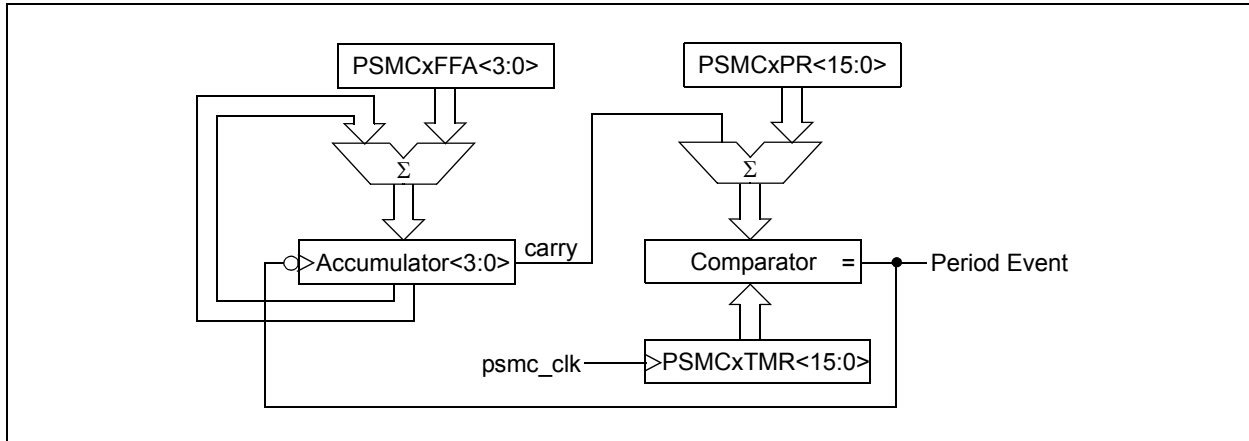 PSMCxFFA<3:0>
PSMCxPR<15:0>
Σ
Σ
carry
Accumulator<3:0>
Comparator =
Period Event
psmc_clk
PSMCxTMR<15:0>